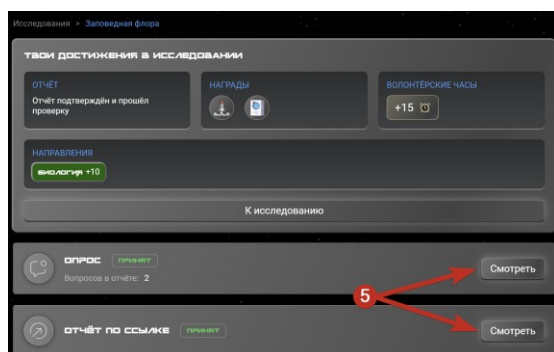 Исследования > Заповедная флора
ТВОИ ДОСТИЖЕНИЯ В ИССЛЕДОВАНИИ
ОТЧЁТ
Отчёт подтверждён и прошёл
проверку
НАГРАДЫ
ВОЛОНТЁРСКИЕ ЧАСЫ
+15
НАПРАВЛЕНИЯ
БИОЛОГИЯ +10
К исследованию
ОПРОС ПРИНЯТ
Вопросов в отчёте: 2
Смотреть
5
ОТЧЁТ ПО ССЫЛКЕ ПРИНЯТ
Смотреть